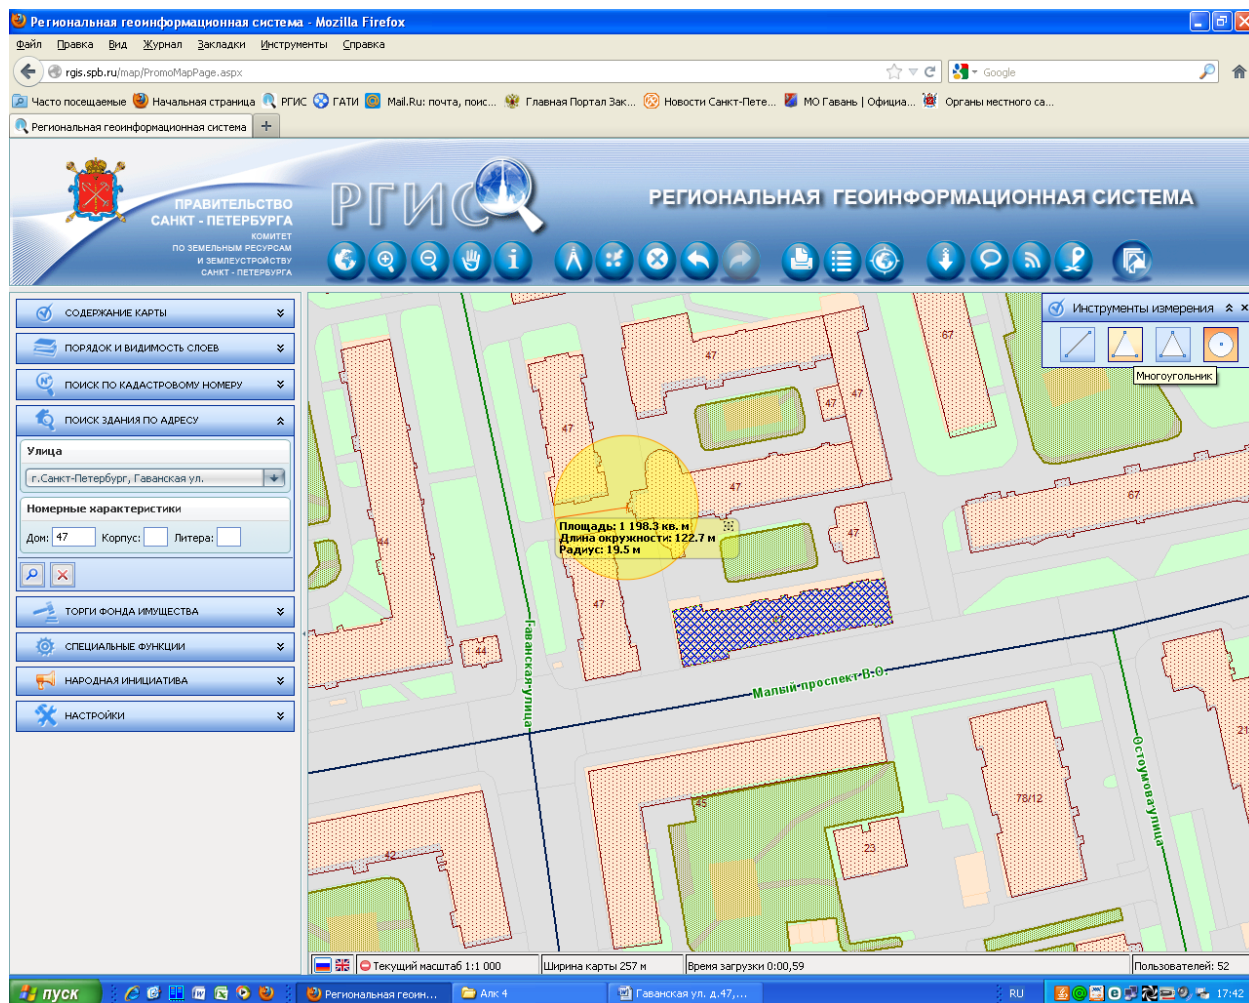 Региональная геоинформационная система - Mozilla Firefox
Файл Правка Вид Журнал Закладки Инструменты Справка
rgis.spb.ru/map/PromoMapPage.aspx
Google
Часто посещаемые Начальная страница РГИС ГАТИ Mail.Ru: почта, поис... Главная Портал Зак... Новости Санкт-Пете... МО Гавань | Официа... Органы местного са...
Региональная геоинформационная система
ПРАВИТЕЛЬСТВО
САНКТ - ПЕТЕРБУРГА
КОМИТЕТ
ПО ЗЕМЕЛЬНЫМ РЕСУРСАМ
И ЗЕМЛЕУСТРОЙСТВУ
САНКТ - ПЕТЕРБУРГА
РГИС
РЕГИОНАЛЬНАЯ ГЕОИНФОРМАЦИОННАЯ СИСТЕМА
СОДЕРЖАНИЕ КАРТЫ
ПОРЯДОК И ВИДИМОСТЬ СЛОЕВ
ПОИСК ПО КАДАСТРОВОМУ НОМЕРУ
ПОИСК ЗДАНИЯ ПО АДРЕСУ
Улица
г.Санкт-Петербург, Гаванская ул.
Номерные характеристики
Дом: 47 Корпус: Литера:
ТОРГИ ФОНДА ИМУЩЕСТВА
СПЕЦИАЛЬНЫЕ ФУНКЦИИ
НАРОДНАЯ ИНИЦИАТИВА
НАСТРОЙКИ
Инструменты измерения
Многоугольник
67
47
47
47
47
47
67
44
Площадь: 1 198.3 кв. м
Длина окружности: 122.7 м
Радиус: 19.5 м
47
47
44
Гаванская улица
Малый проспект В.О.
Остоумова улица
21
45
78/12
23
42
Текущий масштаб 1:1 000
Ширина карты 257 м
Время загрузки 0:00,59
Пользователей: 52
пуск
Региональная геоин...
Апк 4
Гаванская ул. д.47,...
RU
17:42